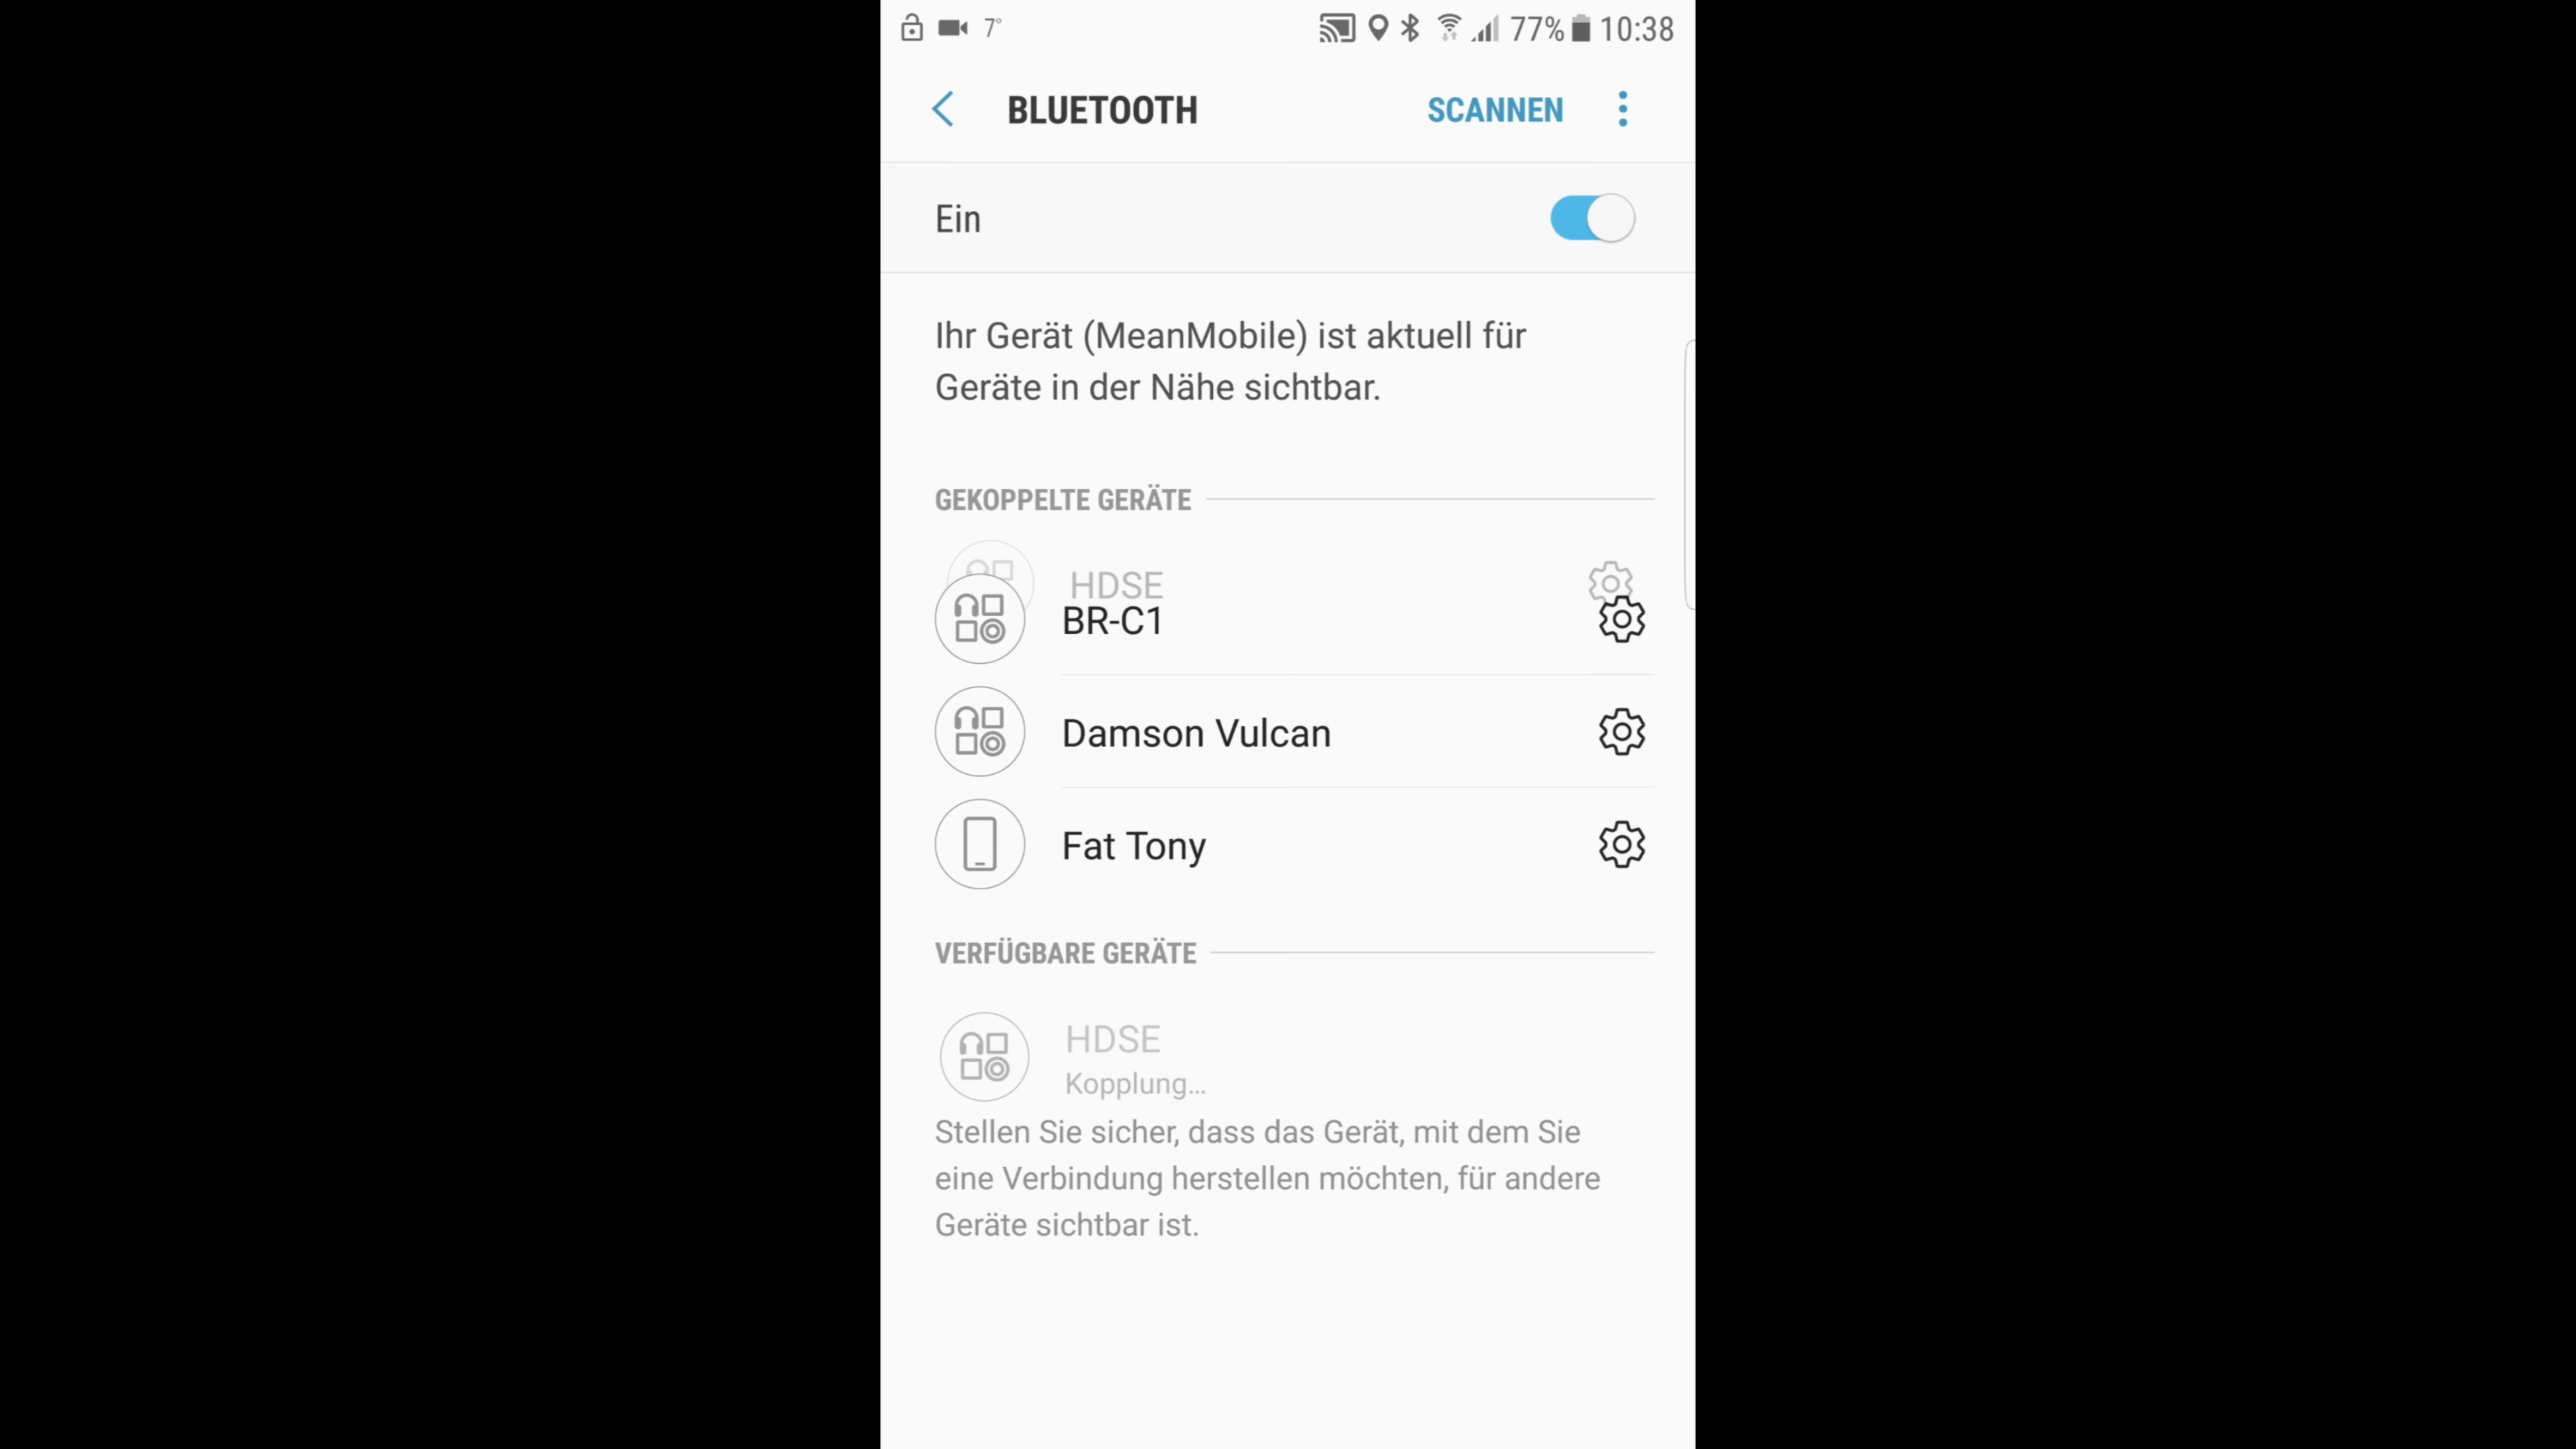 7° 77% 10:38
BLUETOOTH SCANNEN
Ein
Ihr Gerät (MeanMobile) ist aktuell für
Geräte in der Nähe sichtbar.
GEKOPPELTE GERÄTE
HDSE
BR-C1
Damson Vulcan
Fat Tony
VERFÜGBARE GERÄTE
HDSE
Kopplung...
Stellen Sie sicher, dass das Gerät, mit dem Sie
eine Verbindung herstellen möchten, für andere
Geräte sichtbar ist.